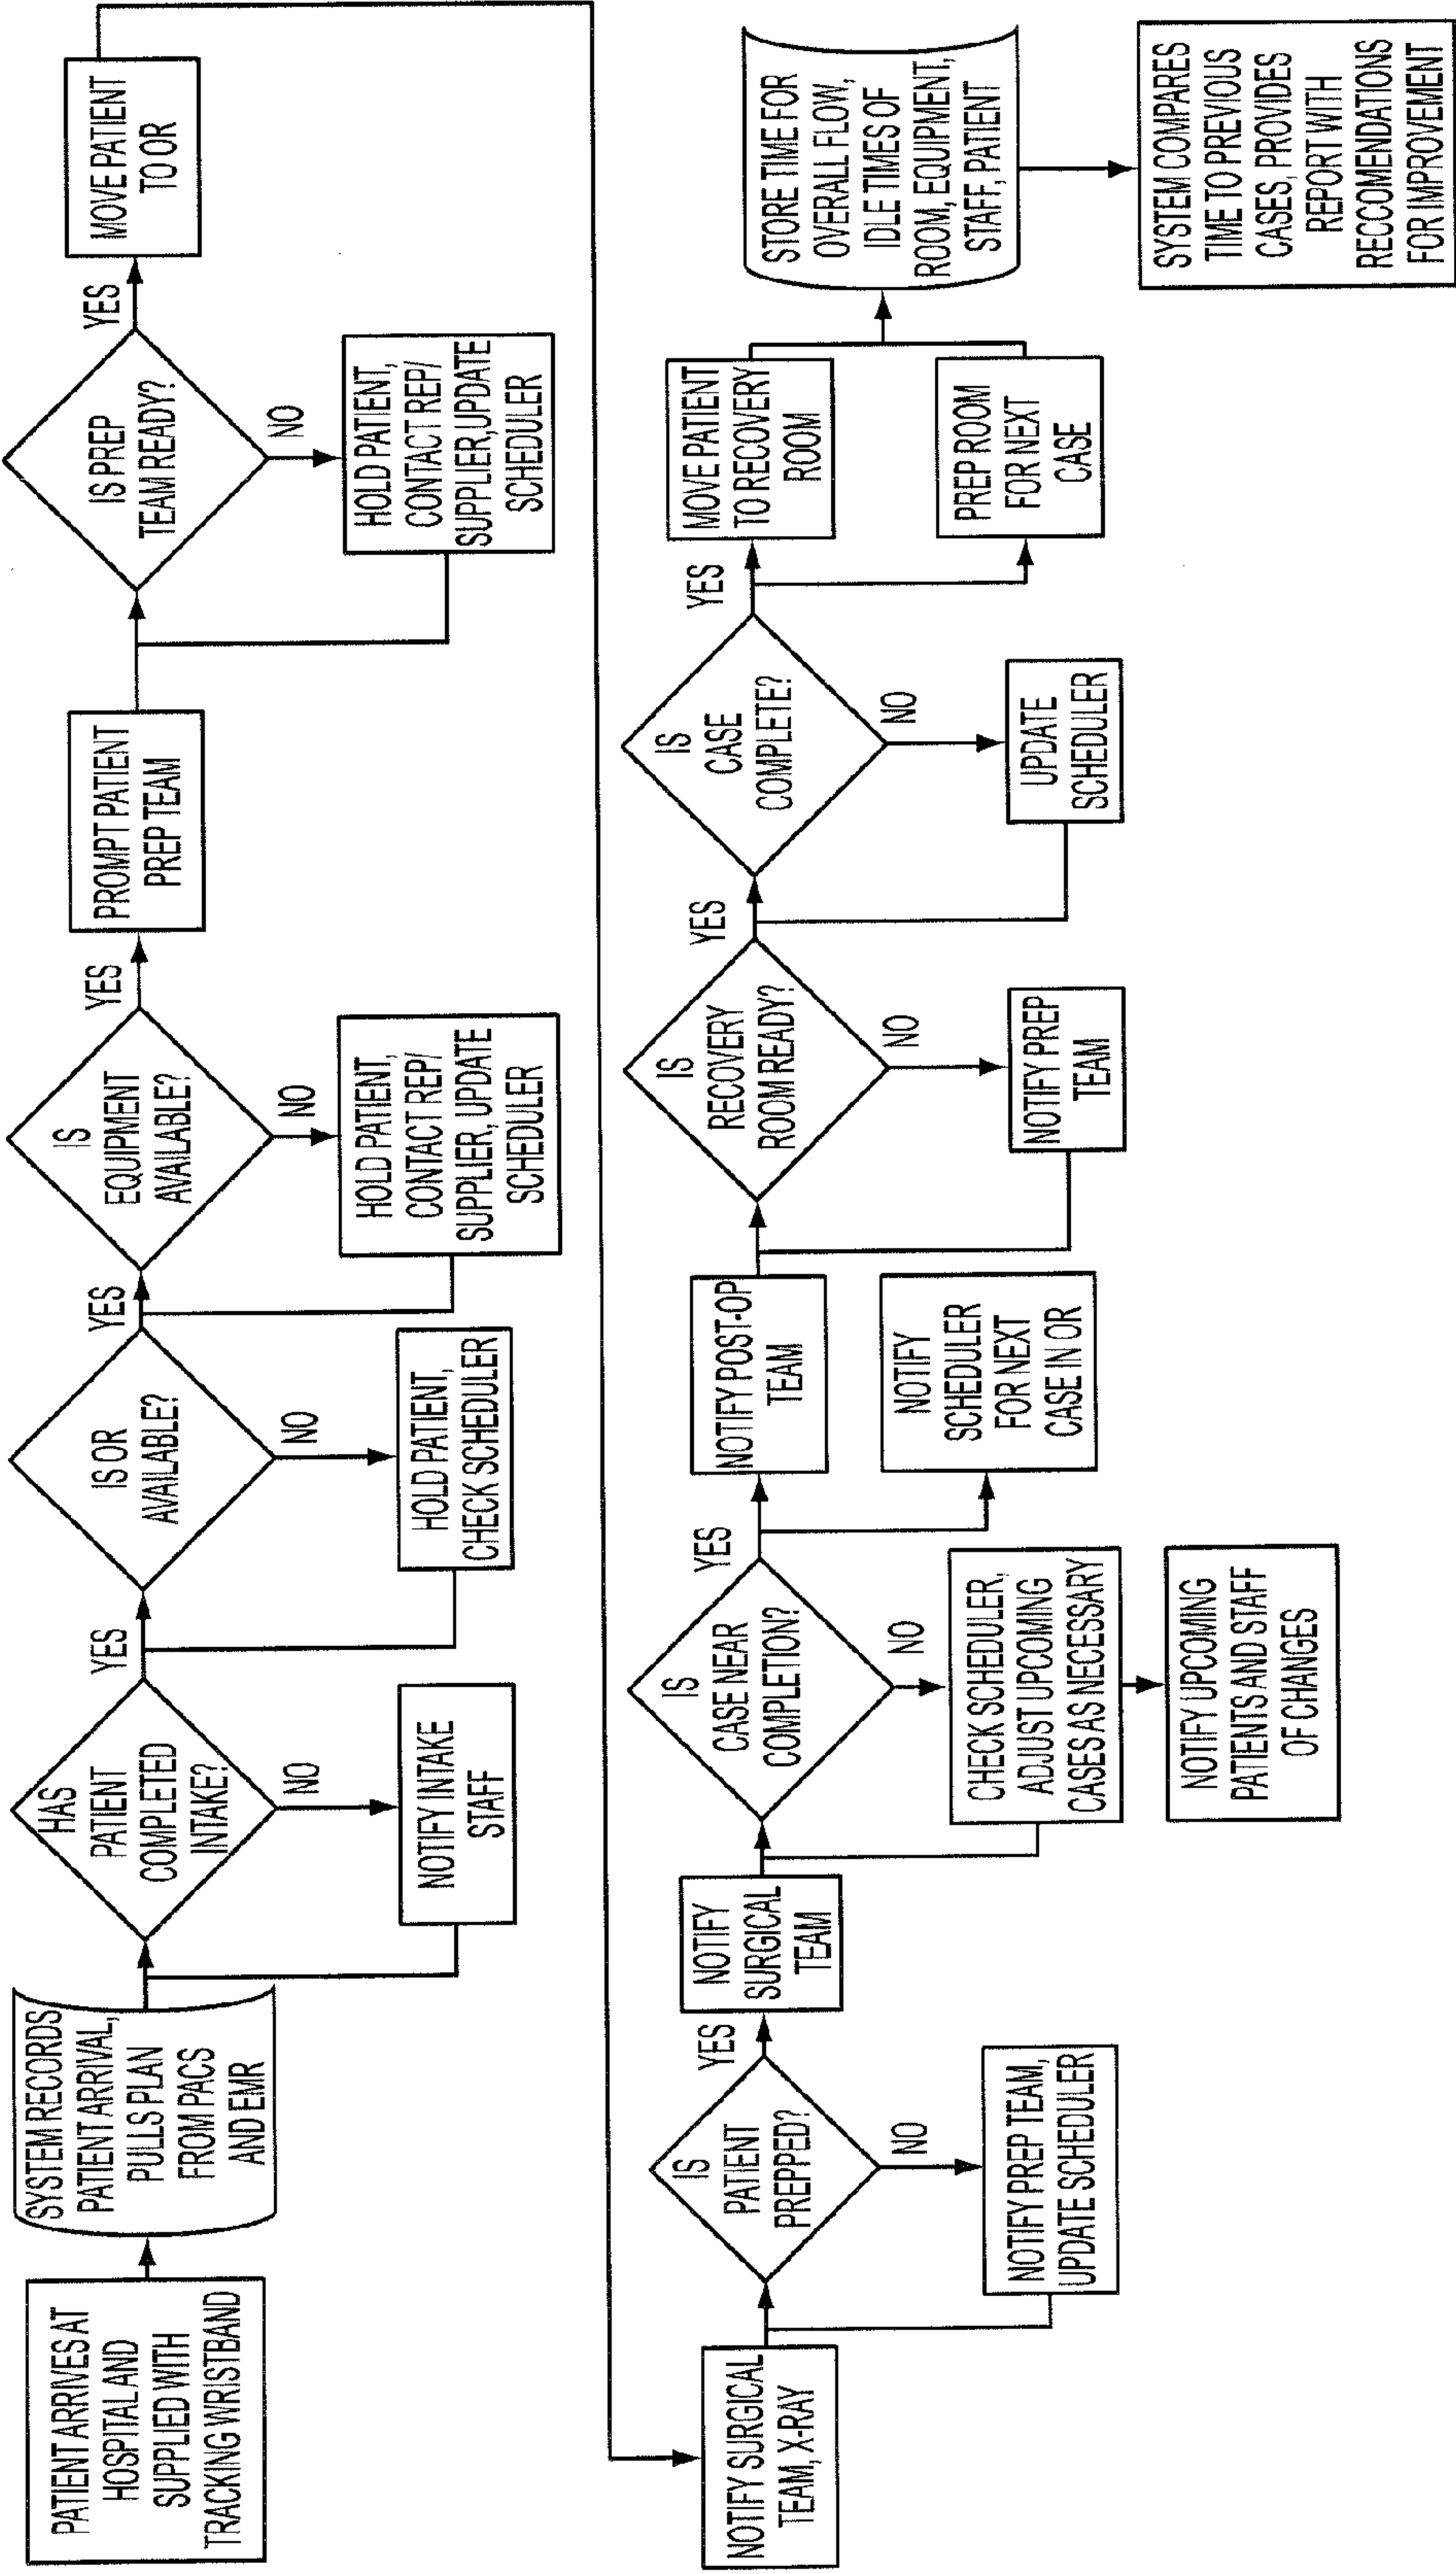 PATIENT ARRIVES AT
HOSPITAL AND
SUPPLIED WITH
TRACKING WRISTBAND
SYSTEM RECORDS
PATIENT ARRIVAL,
PULLS PLAN
FROM PACS
AND EMR
HAS
PATIENT
COMPLETED
INTAKE?
YES
NO
NOTIFY INTAKE
STAFF
IS OR
AVAILABLE?
YES
NO
HOLD PATIENT,
CHECK SCHEDULER
IS
EQUIPMENT
AVAILABLE?
YES
NO
HOLD PATIENT,
CONTACT REP/
SUPPLIER, UPDATE
SCHEDULER
PROMPT PATIENT
PREP TEAM
IS PREP
TEAM READY?
YES
NO
HOLD PATIENT,
CONTACT REP/
SUPPLIER,UPDATE
SCHEDULER
MOVE PATIENT
TO OR
NOTIFY SURGICAL
TEAM, X-RAY
IS
PATIENT
PREPPED?
YES
NO
NOTIFY PREP TEAM,
UPDATE SCHEDULER
NOTIFY
SURGICAL
TEAM
IS
CASE NEAR
COMPLETION?
YES
NO
CHECK SCHEDULER,
ADJUST UPCOMING
CASES AS NECESSARY
NOTIFY UPCOMING
PATIENTS AND STAFF
OF CHANGES
NOTIFY POST-OP
TEAM
NOTIFY
SCHEDULER
FOR NEXT
CASE IN OR
IS
RECOVERY
ROOM READY?
YES
NO
NOTIFY PREP
TEAM
IS
CASE
COMPLETE?
YES
NO
UPDATE
SCHEDULER
MOVE PATIENT
TO RECOVERY
ROOM
PREP ROOM
FOR NEXT
CASE
STORE TIME FOR
OVERALL FLOW,
IDLE TIMES OF
ROOM, EQUIPMENT,
STAFF, PATIENT
SYSTEM COMPARES
TIME TO PREVIOUS
CASES, PROVIDES
REPORT WITH
RECCOMENDATIONS
FOR IMPROVEMENT